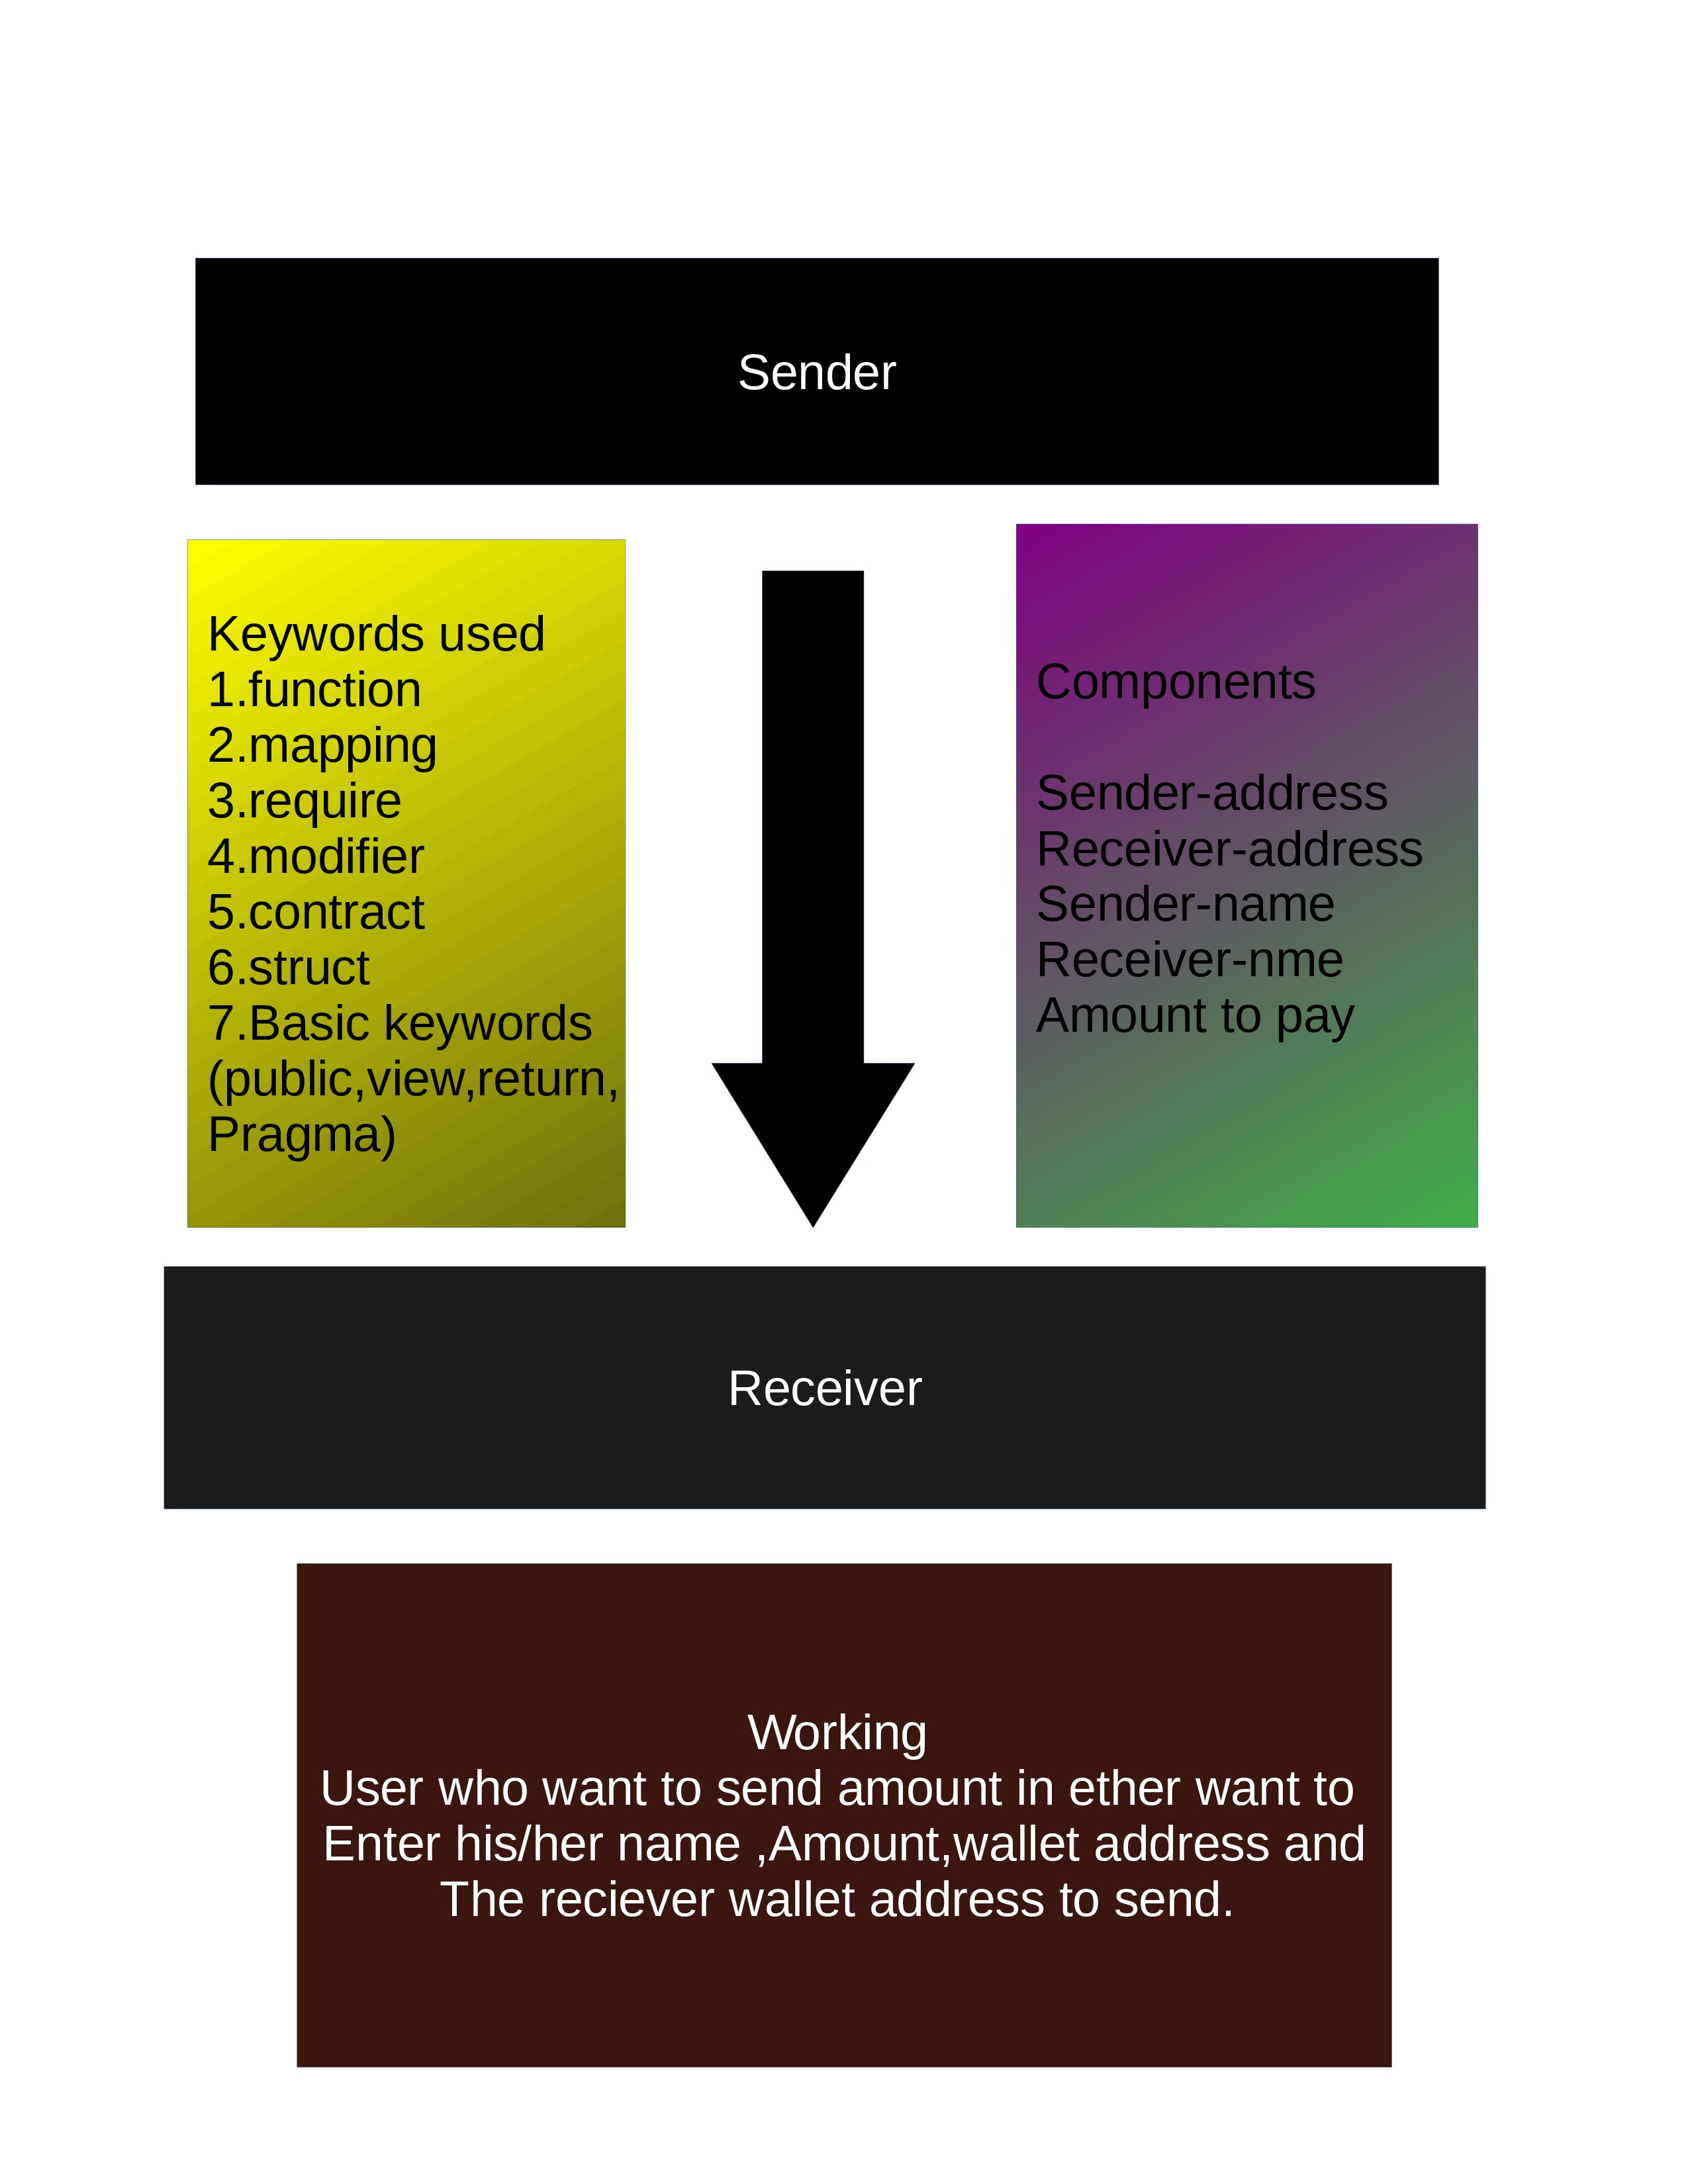 Sender
Keywords used
1.function
2.mapping
3.require
4.modifier
5.contract
6.struct
7.Basic keywords
(public,view,return,
Pragma)
Components
Sender-address
Receiver-address
Sender-name
Receiver-nme
Amount to pay
Receiver
Working
User who want to send amount in ether want to
Enter his/her name ,Amount,wallet address and
The reciever wallet address to send.